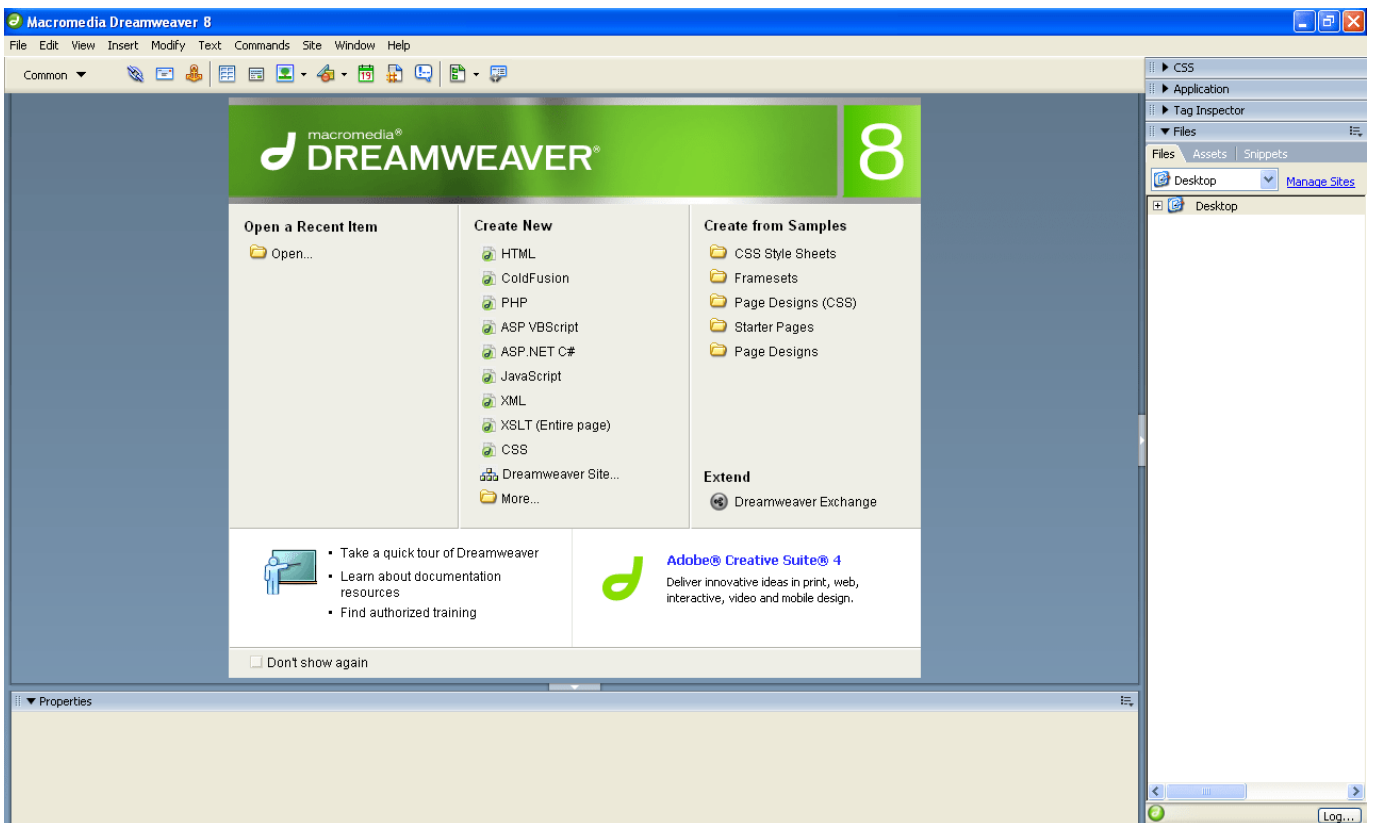 Macromedia Dreamweaver 8
File Edit View Insert Modify Text Commands Site Window Help
Common
19
CSS
Application
Tag Inspector
Files
Files Assets Snippets
Desktop Manage Sites
Desktop
macromedia®
DREAMWEAVER® 8
Open a Recent Item
Open...
Create New
HTML
ColdFusion
PHP
ASP VBScript
ASP.NET C#
JavaScript
XML
XSLT (Entire page)
CSS
Dreamweaver Site...
More...
Create from Samples
CSS Style Sheets
Framesets
Page Designs (CSS)
Starter Pages
Page Designs
Extend
Dreamweaver Exchange
• Take a quick tour of Dreamweaver
• Learn about documentation
resources
• Find authorized training
Adobe® Creative Suite® 4
Deliver innovative ideas in print, web,
interactive, video and mobile design.
Don't show again
Properties
Log...